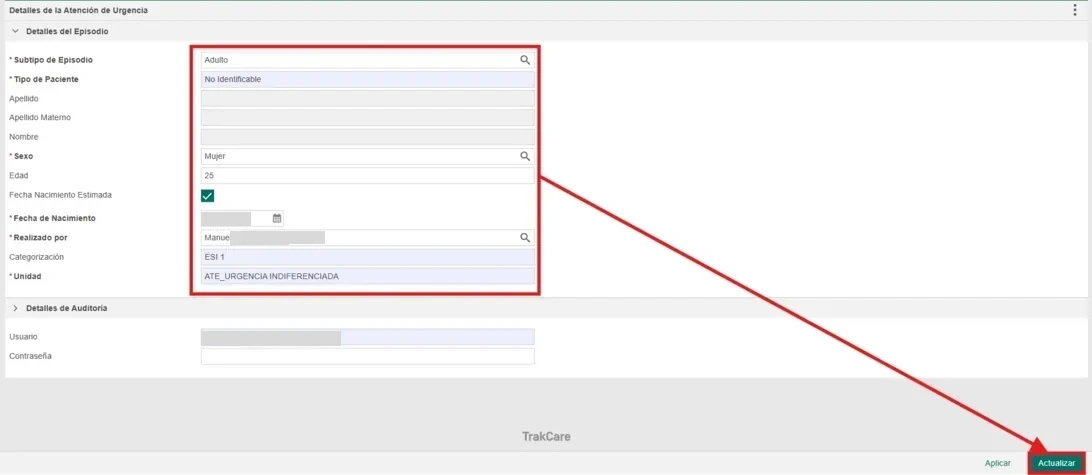 Detalles de la Atención de Urgencia
Detalles del Episodio
* Subtipo de Episodio Adulto
* Tipo de Paciente No Identificable
Apellido
Apellido Materno
Nombre
* Sexo Mujer
Edad 25
Fecha Nacimiento Estimada
* Fecha de Nacimiento
* Realizado por Manue
Categorización ESI 1
* Unidad ATE_URGENCIA INDIFERENCIADA
Detalles de Auditoría
Usuario
Contraseña
TrakCare
Aplicar Actualizar